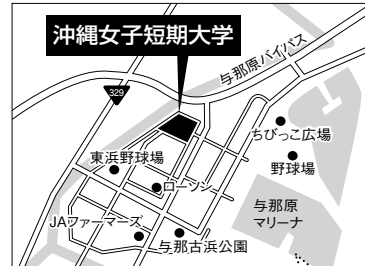 沖縄女子短期大学
与那原バイパス
329
ちびっこ広場
東浜野球場
野球場
ローソン
与那原
マリーナ
JAファーマーズ
与那古浜公園